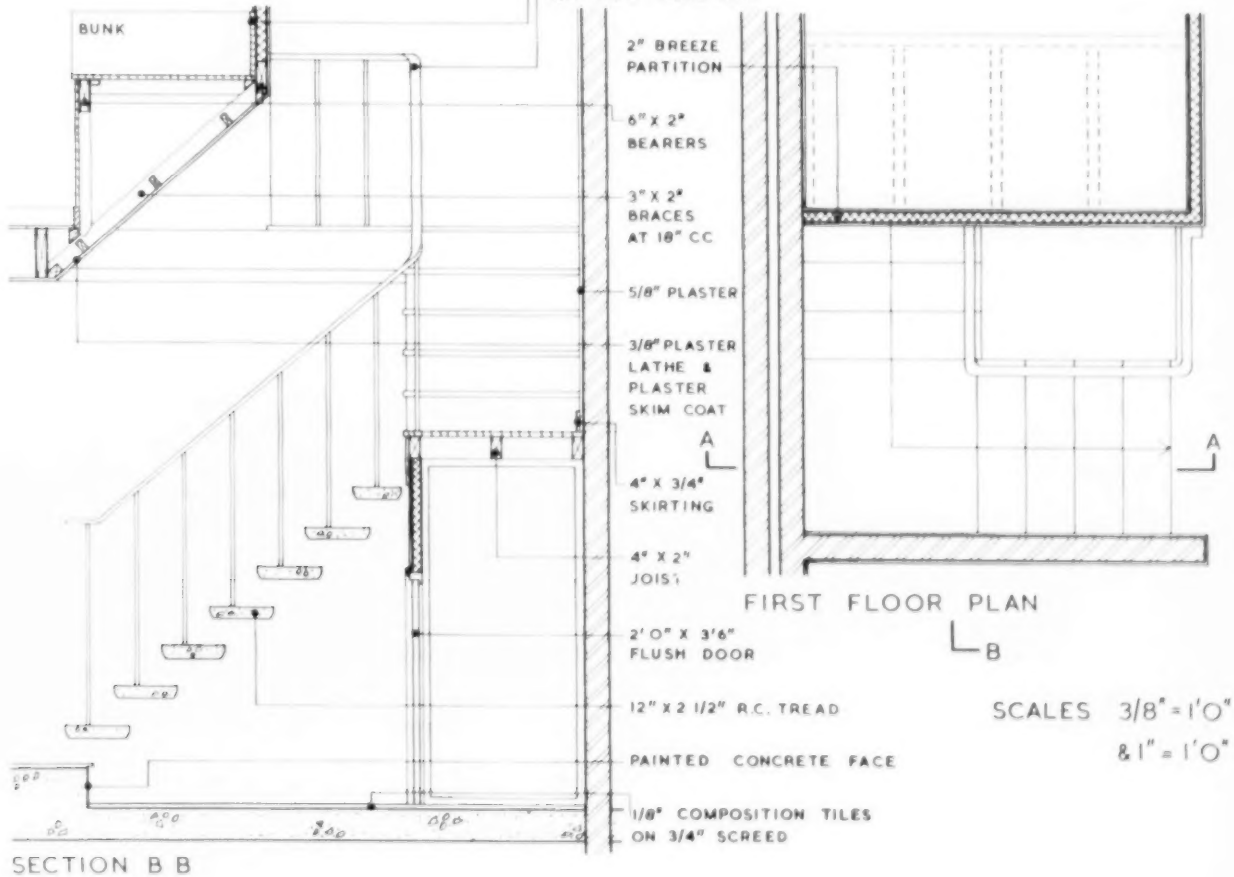 BUNK
2" BREEZE
PARTITION
6" X 2"
BEARERS
3" X 2"
BRACES
AT 18" CC
5/8" PLASTER
3/8" PLASTER
LATHE &
PLASTER
SKIM COAT
4" X 3/4"
SKIRTING
4" X 2"
JOIST
2'0" X 3'6"
FLUSH DOOR
12" X 2 1/2" R.C. TREAD
PAINTED CONCRETE FACE
1/8" COMPOSITION TILES
ON 3/4" SCREED
SECTION B B
A
A
FIRST FLOOR PLAN
B
SCALES 3/8" = 1'0"
& 1" = 1'0"